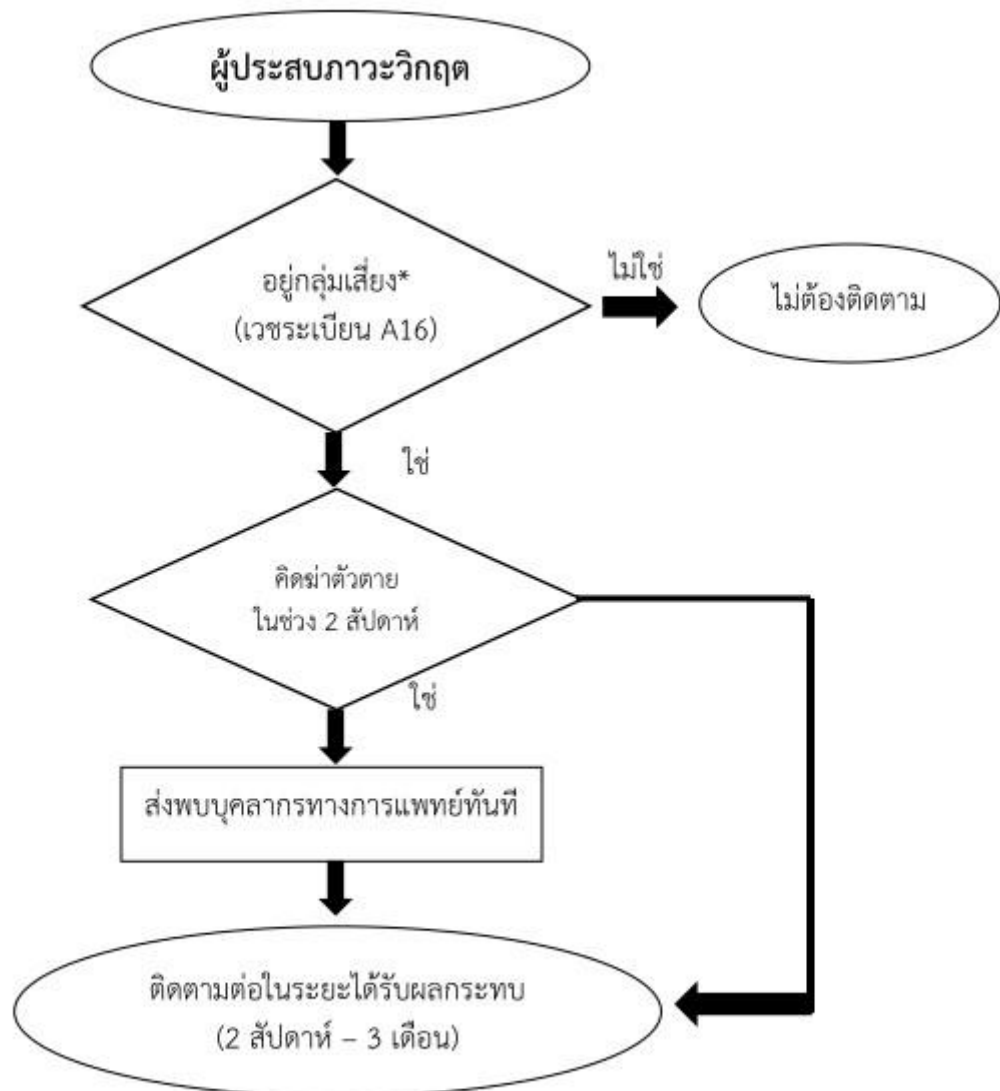 ผู้ประสบภาวะวิกฤต
อยู่กลุ่มเสี่ยง*
(เวชระเบียน A16)
ไม่ใช่
ไม่ต้องติดตาม
ใช่
คิดฆ่าตัวตาย
ในช่วง 2 สัปดาห์
ใช่
ส่งพบบุคลากรทางการแพทย์ทันที
ติดตามต่อในระยะได้รับผลกระทบ
(2 สัปดาห์ – 3 เดือน)